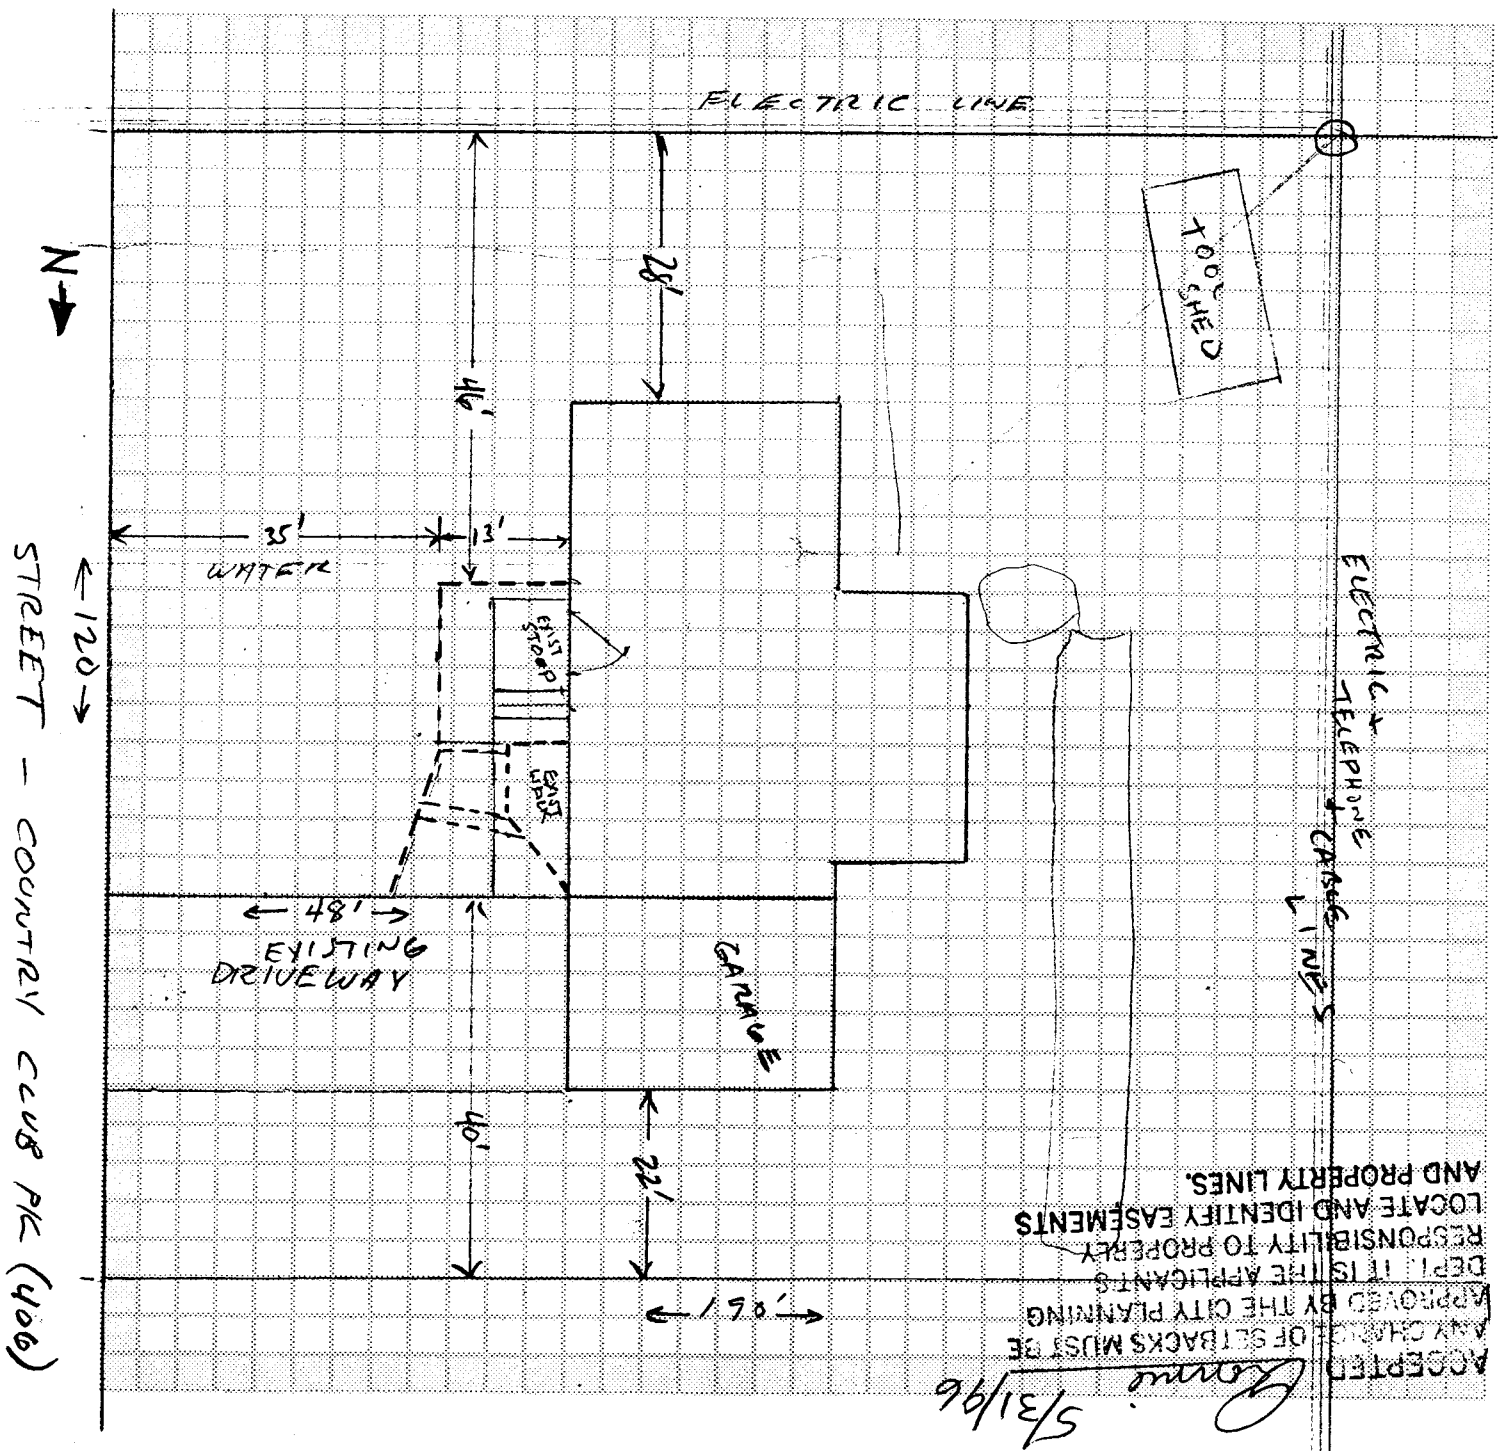 ELECTRIC LINE
TOOL
SHED
N
28'
46'
35'
13'
WATER
EXIST
STOOP
EXIST
WALK
←120→
STREET - COUNTRY CLUB PK (406)
ELECTRIC +
TELEPHONE
+ CABLE
LINES
← 48' →
EXISTING
DRIVEWAY
GARAGE
40'
22'
190'
ACCEPTED Ronnie 5/31/96
ANY CHANGE OF SETBACKS MUST BE
APPROVED BY THE CITY PLANNING
DEPT. IT IS THE APPLICANT'S
RESPONSIBILITY TO PROPERLY
LOCATE AND IDENTIFY EASEMENTS
AND PROPERTY LINES.